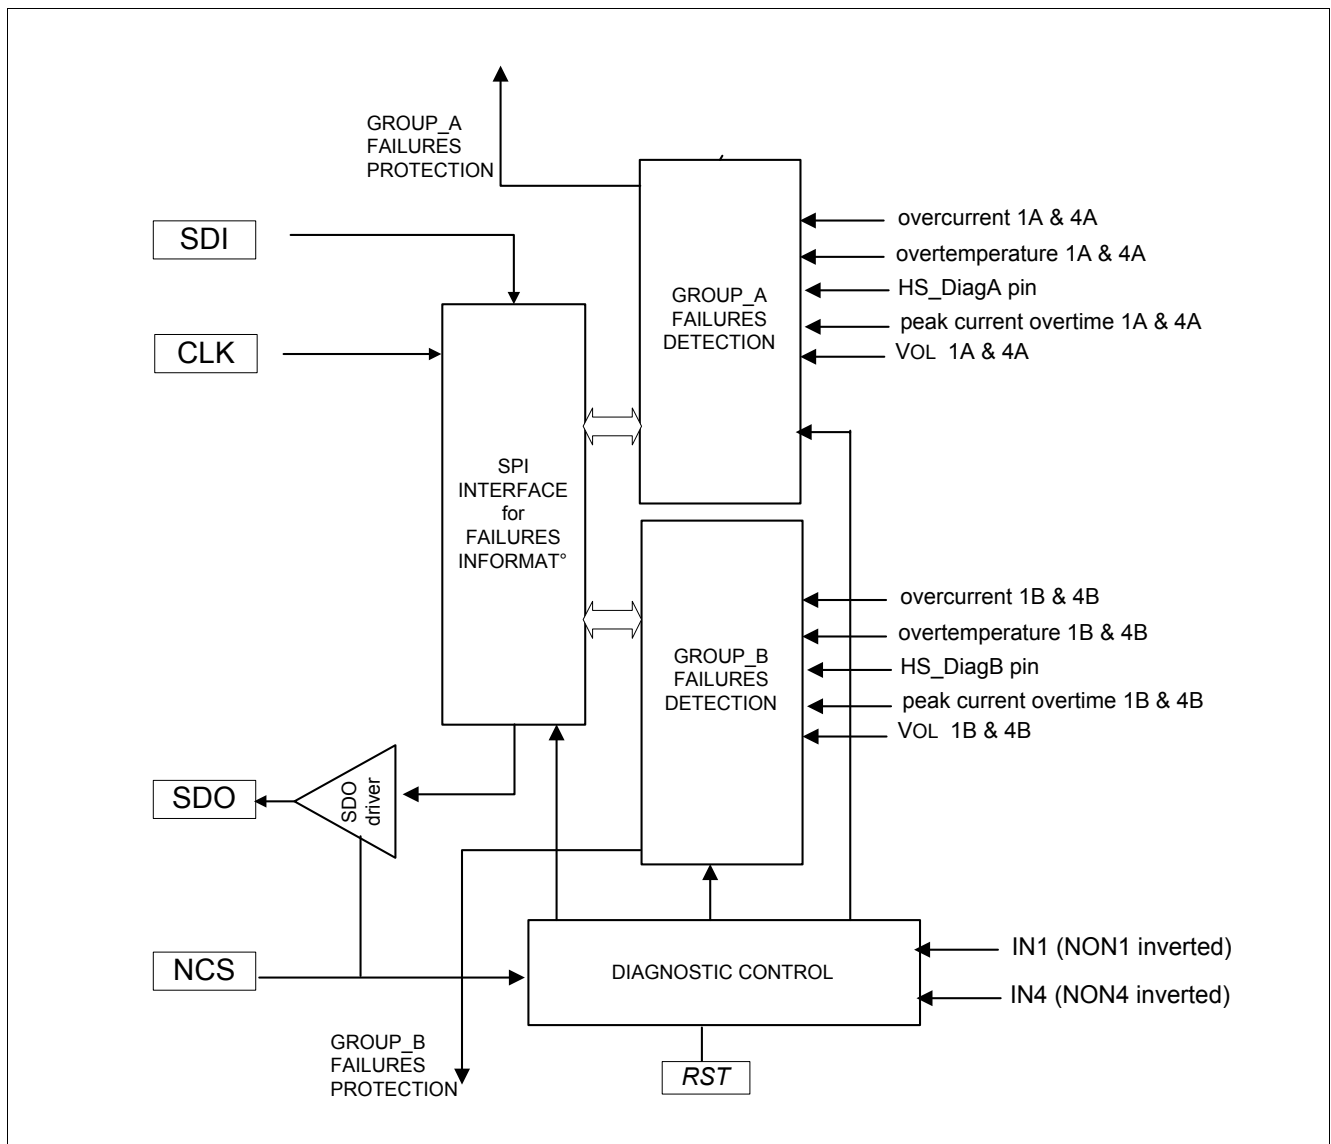 GROUP_A
FAILURES
PROTECTION
SDI
CLK
GROUP_A
FAILURES
DETECTION
overcurrent 1A & 4A
overtemperature 1A & 4A
HS_DiagA pin
peak current overtime 1A & 4A
VOL 1A & 4A
SPI
INTERFACE
for
FAILURES
INFORMAT°
GROUP_B
FAILURES
DETECTION
overcurrent 1B & 4B
overtemperature 1B & 4B
HS_DiagB pin
peak current overtime 1B & 4B
VOL 1B & 4B
SDO
SDO
driver
NCS
DIAGNOSTIC CONTROL
IN1 (NON1 inverted)
IN4 (NON4 inverted)
GROUP_B
FAILURES
PROTECTION
RST